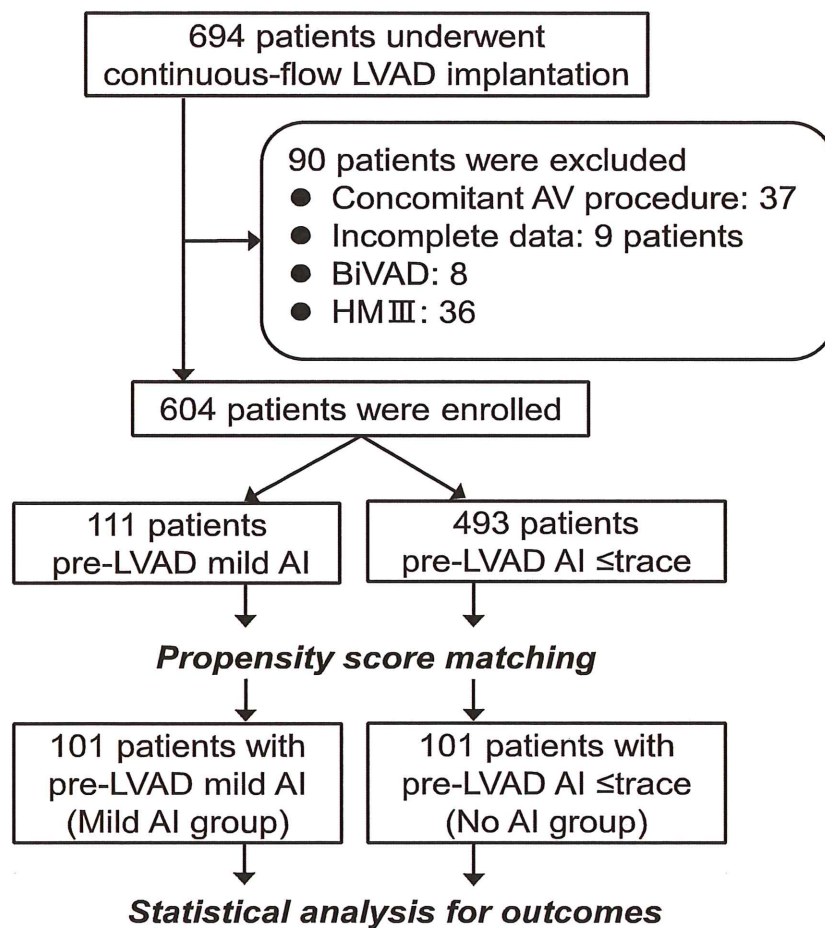 694 patients underwent
continuous-flow LVAD implantation
90 patients were excluded
● Concomitant AV procedure: 37
● Incomplete data: 9 patients
● BiVAD: 8
● HMⅢ: 36
604 patients were enrolled
111 patients
pre-LVAD mild AI
493 patients
pre-LVAD AI ≤trace
Propensity score matching
101 patients with
pre-LVAD mild AI
(Mild AI group)
101 patients with
pre-LVAD AI ≤trace
(No AI group)
Statistical analysis for outcomes